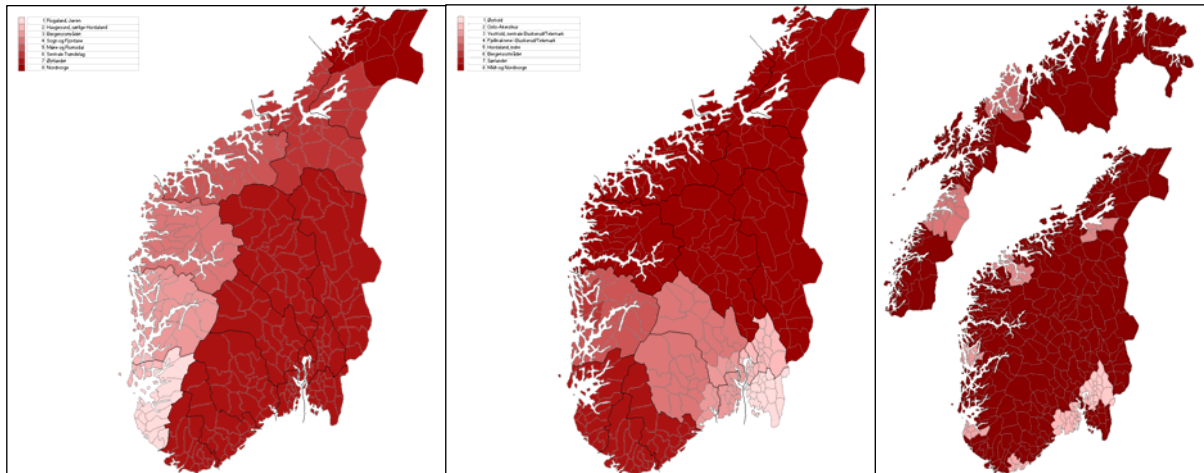 1 Rogaland, Jæren
2 Haugesund, sørlige Hordaland
3 Bergensområdet
4 Sogn og Fjordane
5 Møre og Romsdal
6 Sentrale Trøndelag
7 Østlandet
8 Nordnorge
1 Østfold
2 Oslo-Akershus
3 Vestfold, sentrale Buskerud/Telemark
4 Fjellkatene i Buskerud/Telemark
5 Hordaland, indre
6 Bergensområdet
7 Sørlandet
8 Midt- og Nordnorge